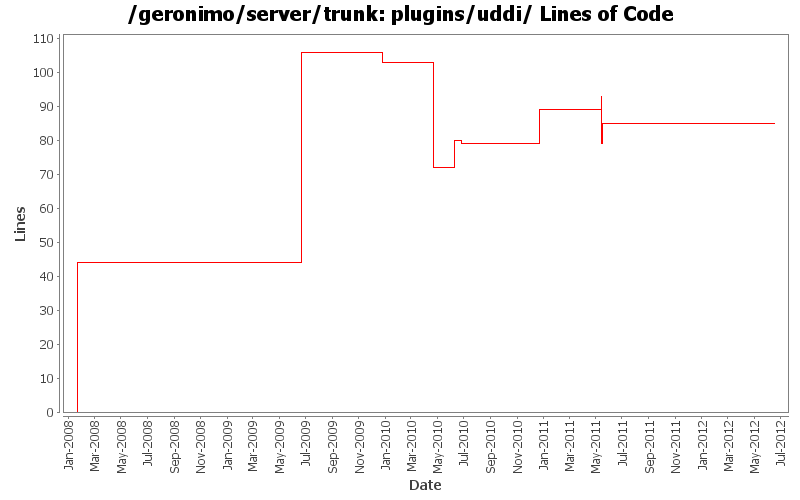 /geronimo/server/trunk: plugins/uddi/ Lines of Code
110
100
90
80
70
60
50
40
30
20
10
0
Lines
Jan-2008
Mar-2008
May-2008
Jul-2008
Sep-2008
Nov-2008
Jan-2009
Mar-2009
May-2009
Jul-2009
Sep-2009
Nov-2009
Jan-2010
Mar-2010
May-2010
Jul-2010
Sep-2010
Nov-2010
Jan-2011
Mar-2011
May-2011
Jul-2011
Sep-2011
Nov-2011
Jan-2012
Mar-2012
May-2012
Jul-2012
Date